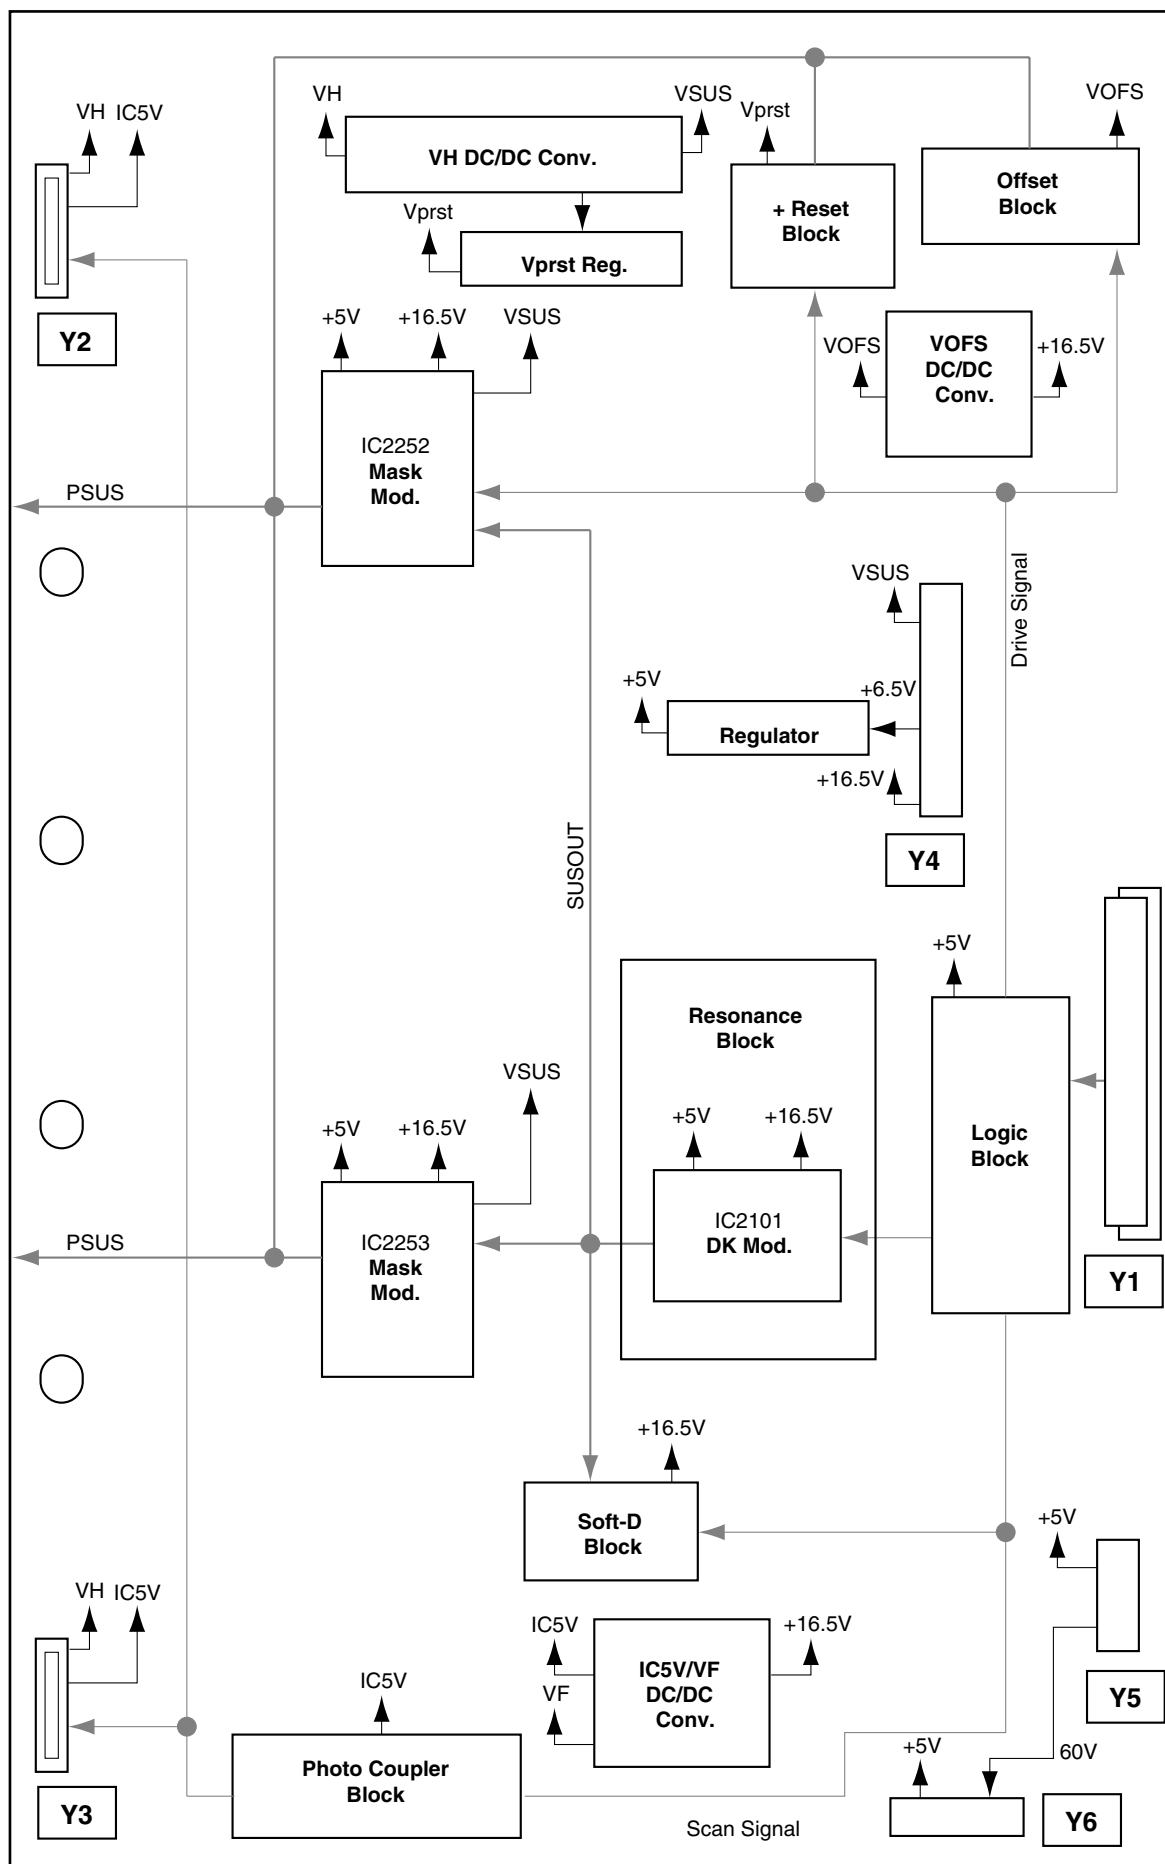 VH
VSUS
VH DC/DC Conv.
Vprst
Vprst Reg.
Vprst
+ Reset
Block
VOFS
Offset
Block
VH IC5V
Y2
+5V
+16.5V
VSUS
IC2252
Mask
Mod.
VOFS
VOFS
DC/DC
Conv.
+16.5V
PSUS
Drive Signal
VSUS
+6.5V
+16.5V
Y4
+5V
Regulator
SUSOUT
+5V
Logic
Block
Y1
Resonance
Block
+5V
+16.5V
IC2101
DK Mod.
+5V
+16.5V
VSUS
IC2253
Mask
Mod.
PSUS
+16.5V
Soft-D
Block
+5V
Y5
60V
VH IC5V
Y3
IC5V
Photo Coupler
Block
IC5V
VF
IC5V/VF
DC/DC
Conv.
+16.5V
+5V
Y6
Scan Signal